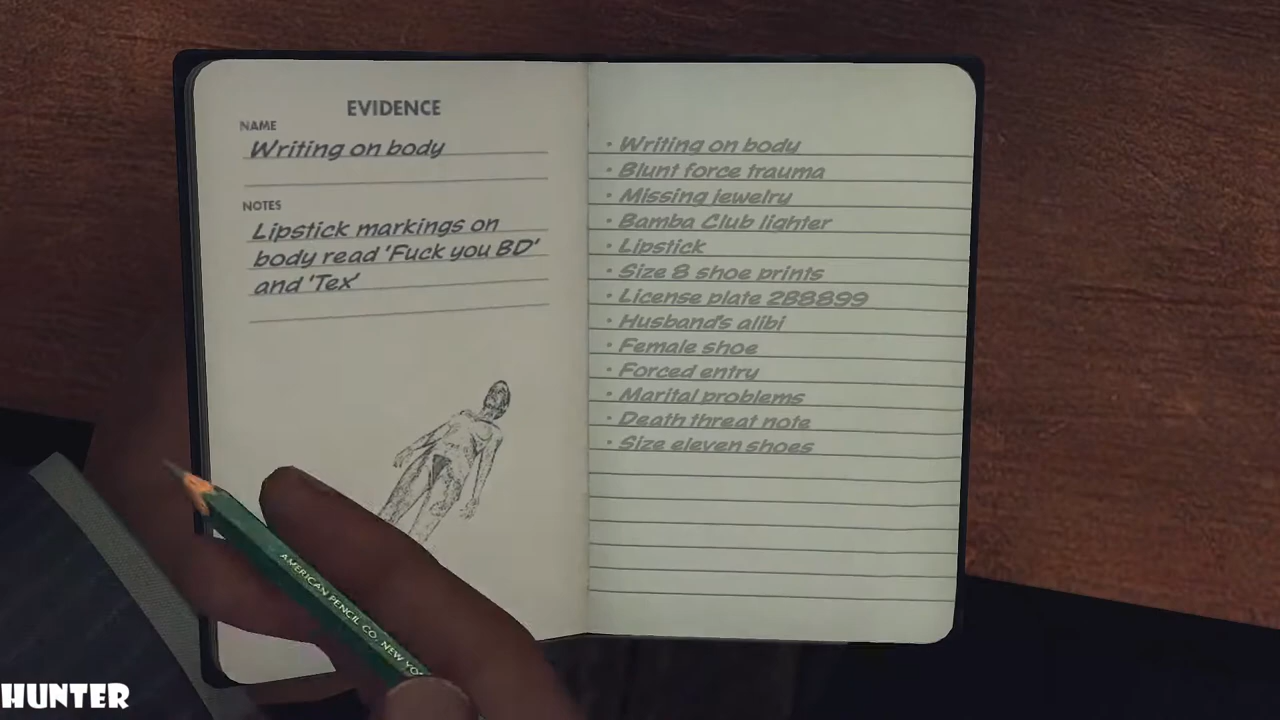 EVIDENCE
NAME
Writing on body
NOTES
Lipstick markings on
body read 'Fuck you BD'
and 'Tex'
• Writing on body
• Blunt force trauma
• Missing jewelry
• Bamba Club lighter
• Lipstick
• Size 8 shoe prints
• License plate 2B8899
• Husband's alibi
• Female shoe
• Forced entry
• Marital problems
• Death threat note
• Size eleven shoes
AMERICAN PENCIL CO. NEW YO
HUNTER